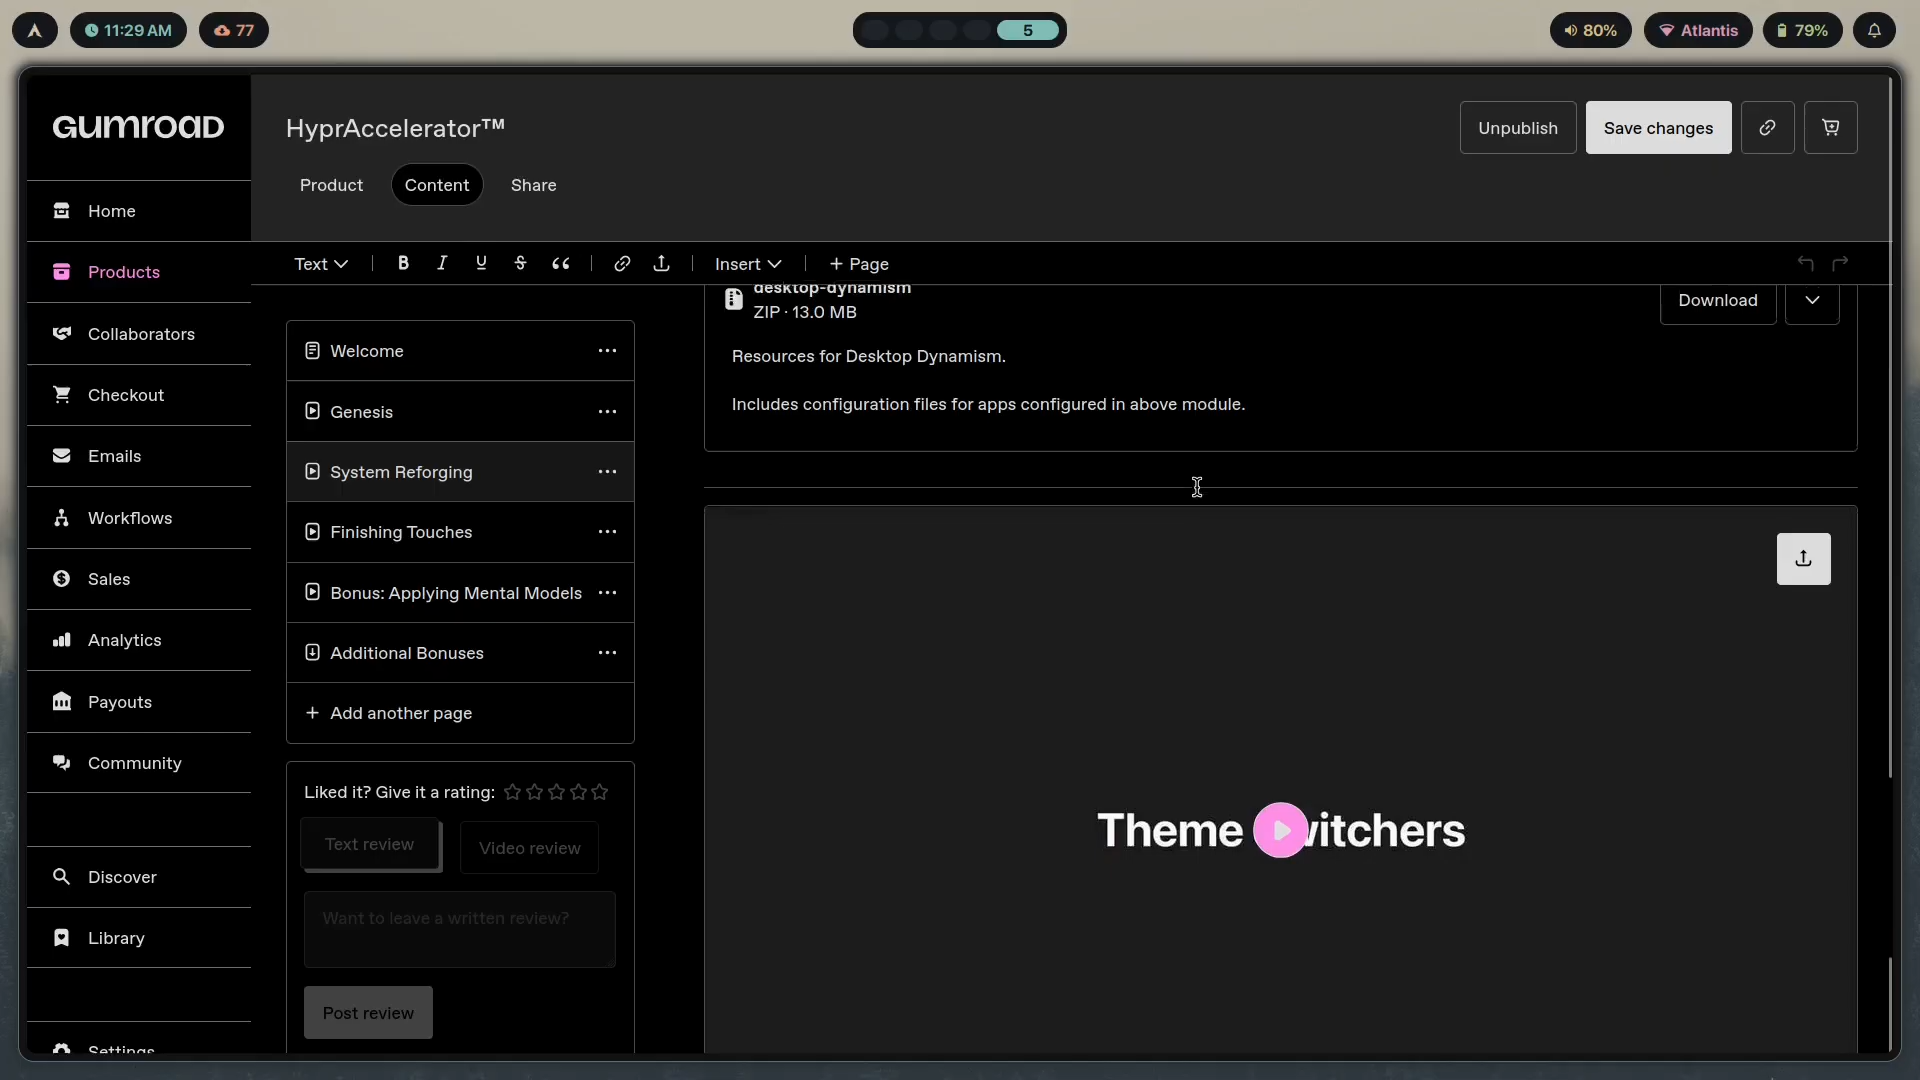 11:29 AM
77
5
80%
Atlantis
79%
GUMROAD
HyprAccelerator™
Unpublish
Save changes
Product
Content
Share
Home
Products
Collaborators
Checkout
Emails
Workflows
Sales
Analytics
Payouts
Community
Discover
Library
Settings
Text
B
I
U
S
Insert
+ Page
Welcome
Genesis
System Reforging
Finishing Touches
Bonus: Applying Mental Models
Additional Bonuses
+ Add another page
Liked it? Give it a rating:
Text review
Video review
Want to leave a written review?
Post review
desktop-dynamism
ZIP · 13.0 MB
Download
Resources for Desktop Dynamism.
Includes configuration files for apps configured in above module.
Theme